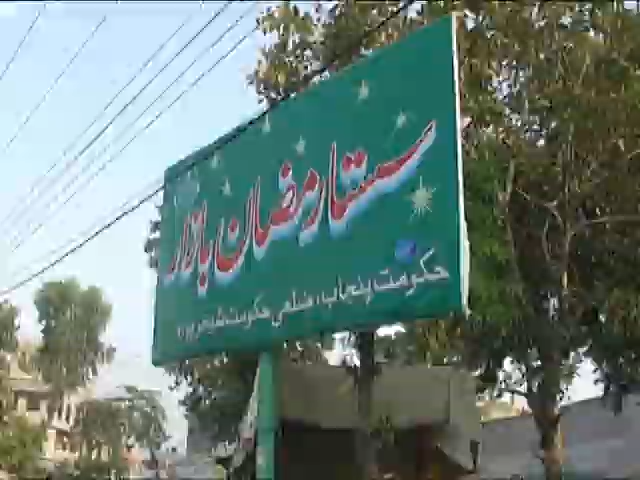 سستا رمضان بازار
حکومت پنجاب، ضلعی حکومت